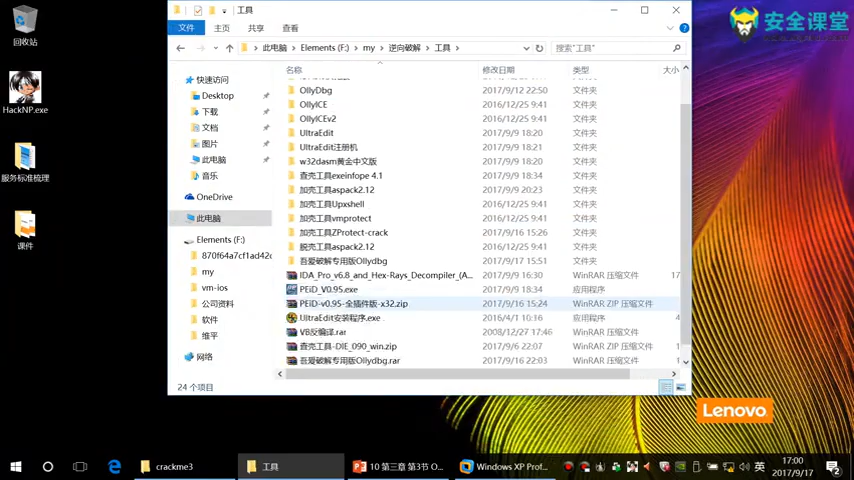 工具
文件
主页
共享
查看
此电脑 > Elements (F:) > my > 逆向破解 > 工具 >
搜索"工具"
名称
修改日期
类型
大小
快速访问
Desktop
下载
文档
图片
此电脑
音乐
OneDrive
此电脑
Elements (F:)
870f64a7cf1ad42c
my
vm-ios
公司资料
软件
维平
网络
OllyDbg 2017/9/12 22:50 文件夹
OllyICE 2016/12/25 9:41 文件夹
OllyICEv2 2016/12/25 9:41 文件夹
UltraEdit 2017/9/9 18:20 文件夹
UltraEdit注册机 2017/9/9 18:21 文件夹
w32dasm黄金中文版 2017/9/9 18:20 文件夹
查壳工具exeinfope 4.1 2017/9/9 18:34 文件夹
加壳工具aspack2.12 2017/9/9 20:23 文件夹
加壳工具Upxshell 2016/12/25 9:41 文件夹
加壳工具vmprotect 2016/12/25 9:41 文件夹
加壳工具ZProtect-crack 2017/9/16 15:26 文件夹
脱壳工具aspack2.12 2016/12/25 9:41 文件夹
吾爱破解专用版Ollydbg 2017/9/17 15:51 文件夹
IDA_Pro_v6.8_and_Hex-Rays_Decompiler_(A... 2017/9/9 16:30 WinRAR 压缩文件 17
PEiD_V0.95.exe 2017/9/9 18:34 应用程序
PEiD-v0.95-全插件版-x32.zip 2017/9/16 15:24 WinRAR ZIP 压缩文件
UltraEdit安装程序.exe 2016/4/1 10:16 应用程序 4
VB反编译.rar 2008/12/27 17:46 WinRAR 压缩文件
查壳工具-DIE_090_win.zip 2017/9/6 22:07 WinRAR ZIP 压缩文件
吾爱破解专用版Ollydbg.rar 2017/9/16 22:03 WinRAR 压缩文件
24 个项目
回收站
HackNP.exe
服务标准梳理
课件
安全课堂
Lenovo
crackme3
工具
10 第三章 第3节 O...
Windows XP Prof...
英
17:00
2017/9/17
2